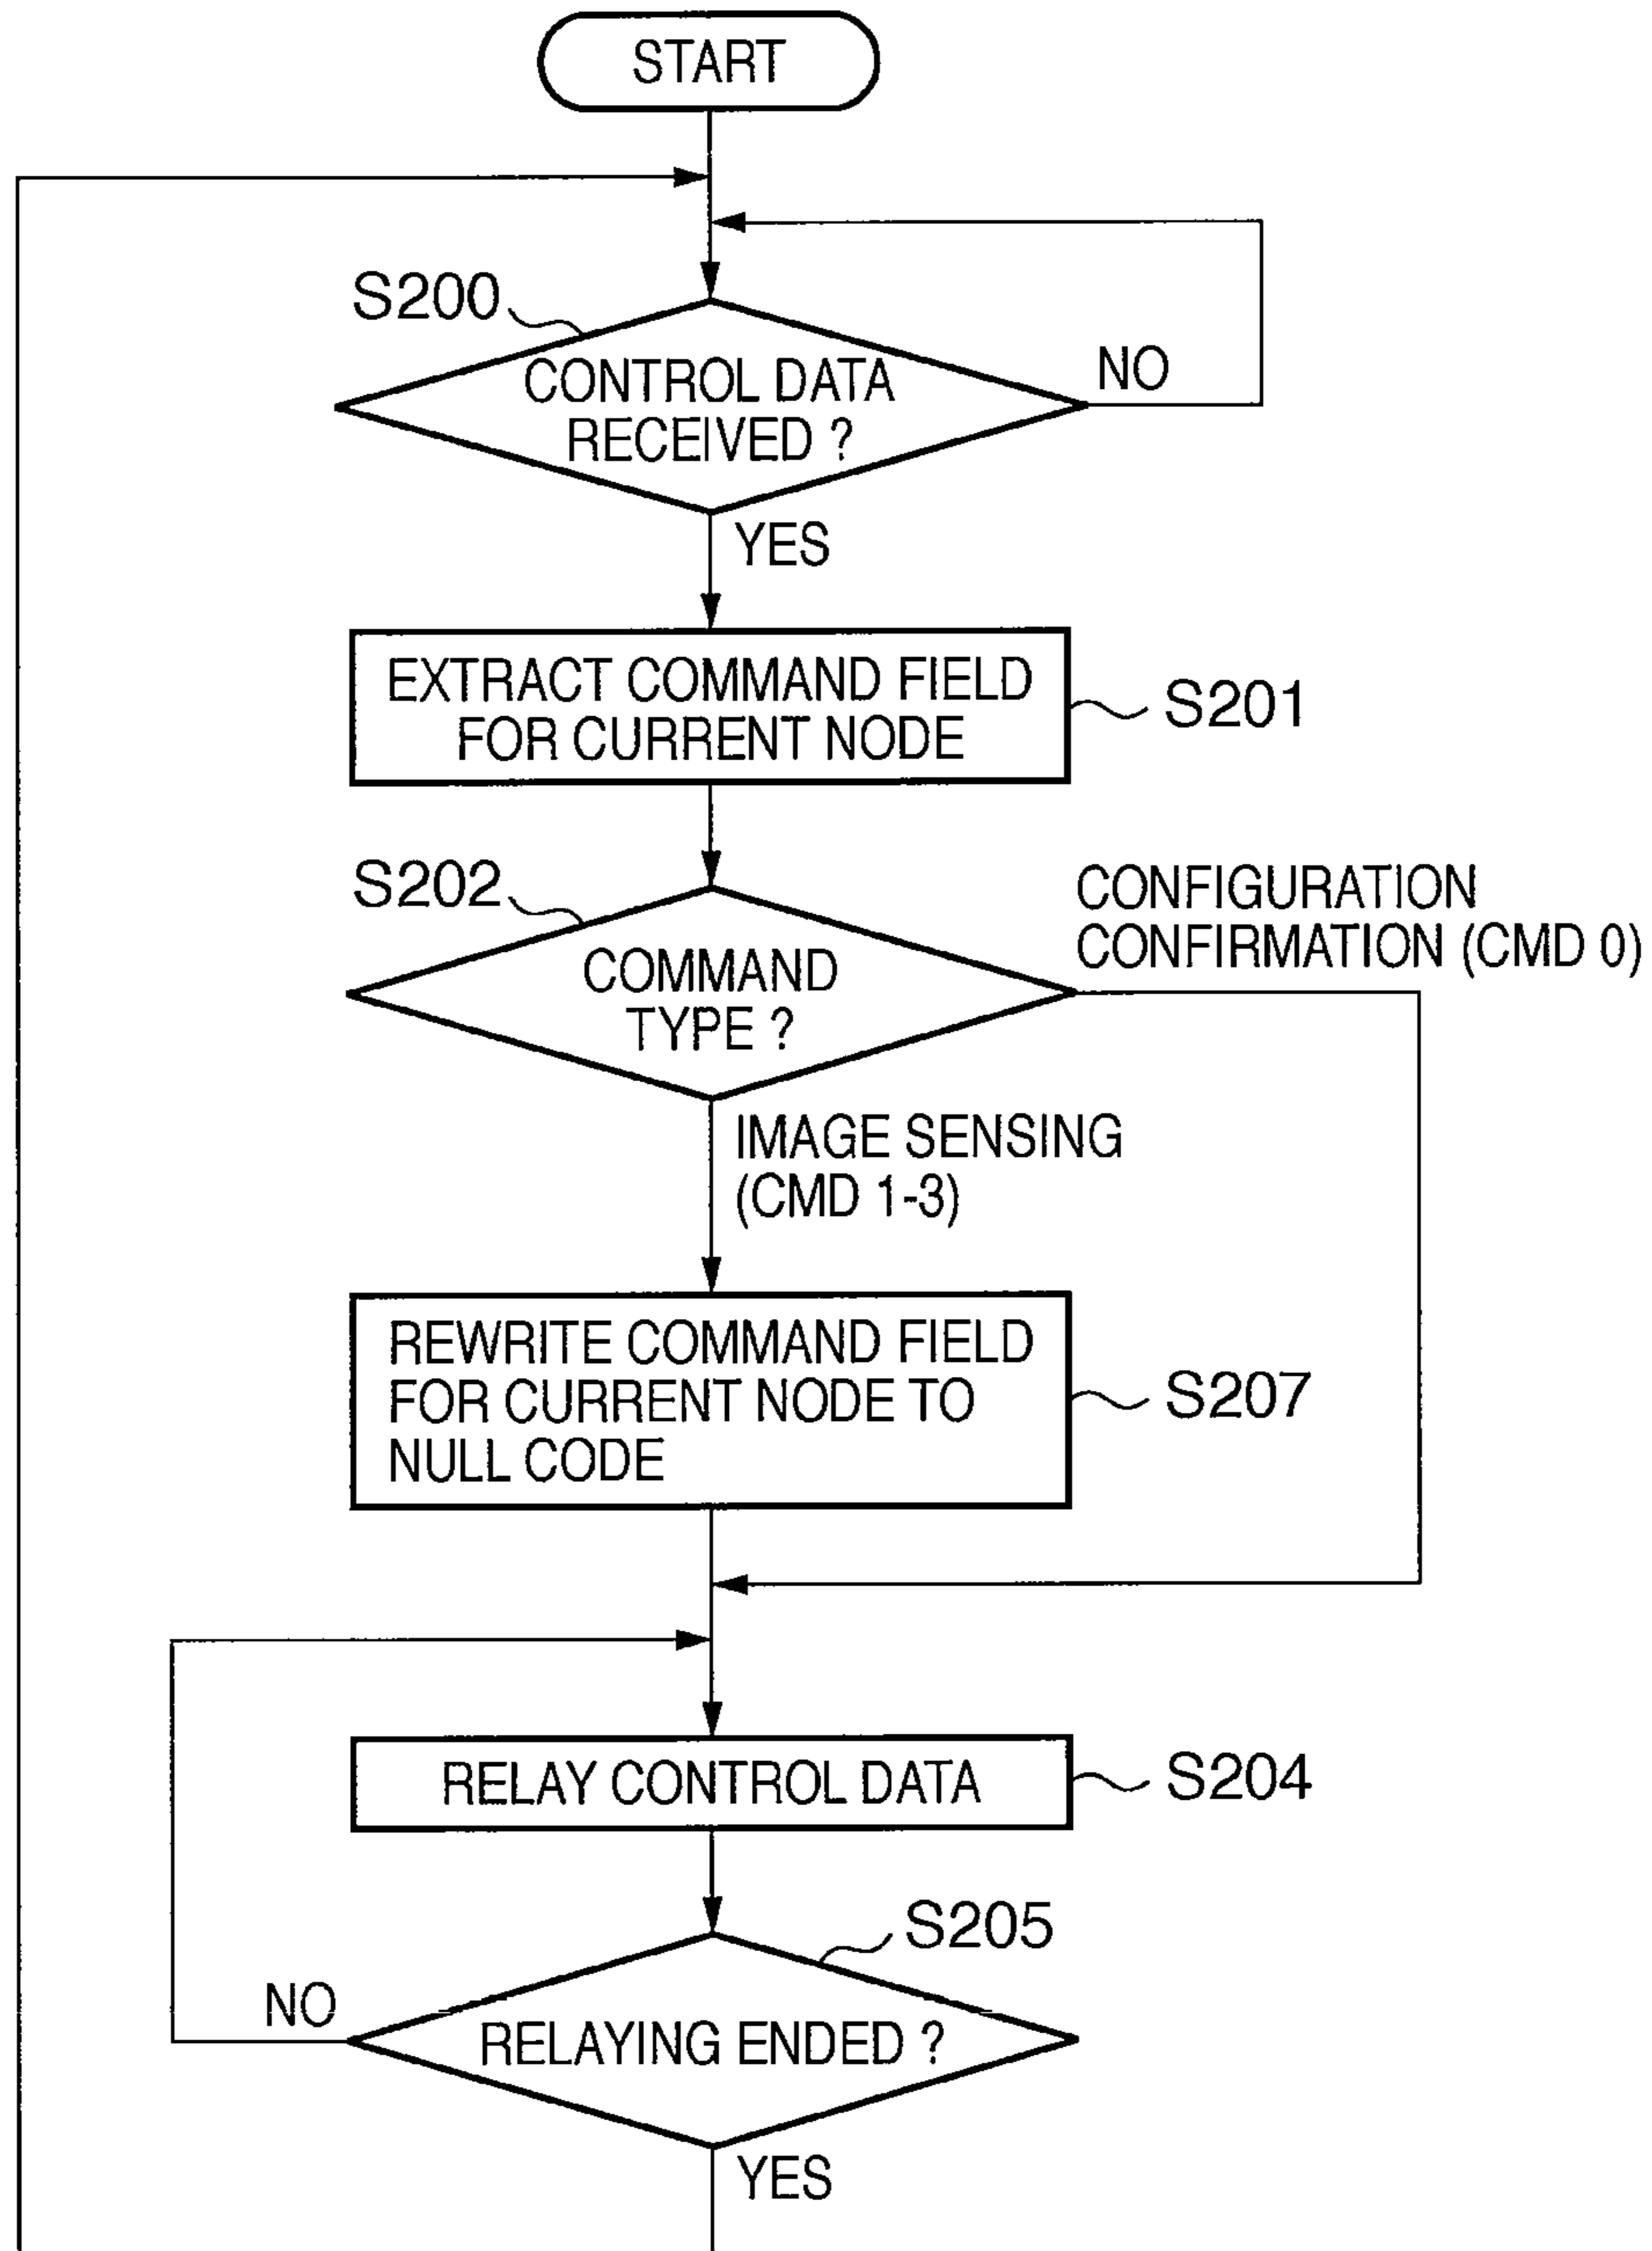 START
S200
CONTROL DATA
RECEIVED ?
NO
YES
EXTRACT COMMAND FIELD
FOR CURRENT NODE
S201
S202
COMMAND
TYPE ?
CONFIGURATION
CONFIRMATION (CMD 0)
IMAGE SENSING
(CMD 1-3)
REWRITE COMMAND FIELD
FOR CURRENT NODE TO
NULL CODE
S207
RELAY CONTROL DATA
S204
S205
NO
RELAYING ENDED ?
YES